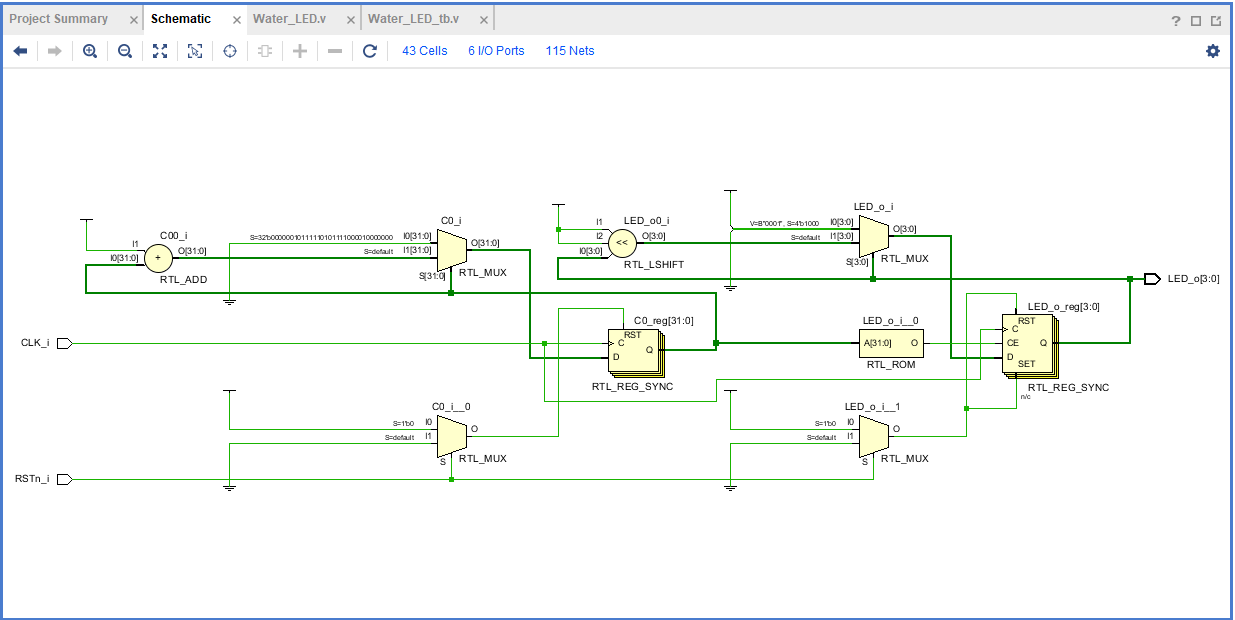 Project Summary
Schematic
Water_LED.v
Water_LED_tb.v
43 Cells
6 I/O Ports
115 Nets
C00_i
I1
I0[31:0]
+
O[31:0]
RTL_ADD
S=32'b00000010111110101111000010000000
S=default
C0_i
I0[31:0]
I1[31:0]
O[31:0]
S[31:0]
RTL_MUX
LED_o0_i
I1
I2
I0[3:0]
<<
O[3:0]
RTL_LSHIFT
V=B"0001", S=4'b1000
S=default
LED_o_i
I0[3:0]
I1[3:0]
O[3:0]
S[3:0]
RTL_MUX
LED_o[3:0]
CLK_i
C0_reg[31:0]
RST
C
D
Q
RTL_REG_SYNC
LED_o_i__0
A[31:0]
O
RTL_ROM
LED_o_reg[3:0]
RST
C
CE
D
Q
SET
RTL_REG_SYNC
n/c
C0_i__0
S=1'b0
S=default
I0
I1
O
S
RTL_MUX
LED_o_i__1
S=1'b0
S=default
I0
I1
O
S
RTL_MUX
RSTn_i